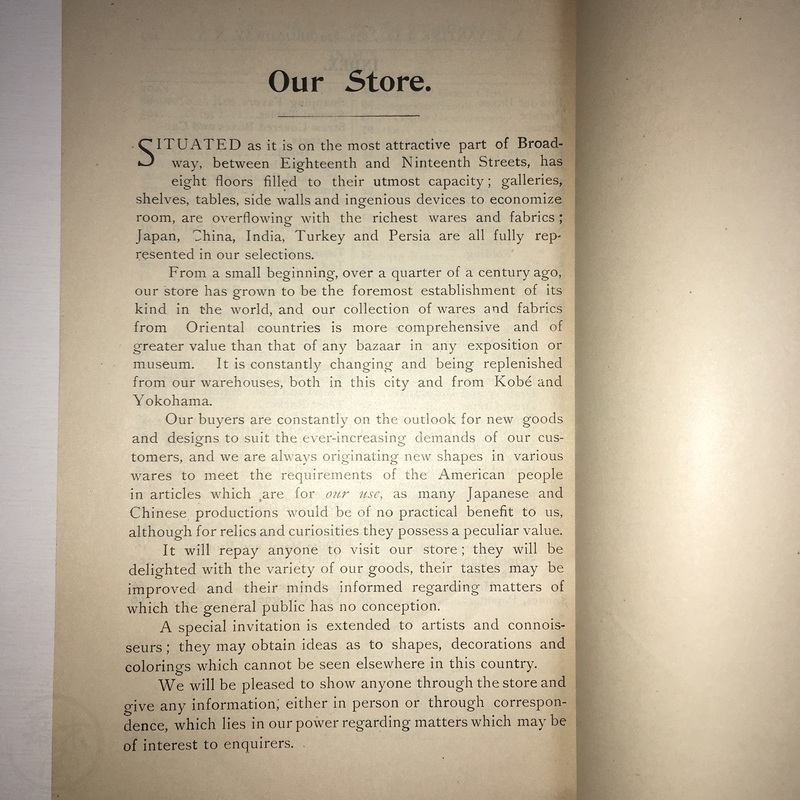 Our Store.
SITUATED as it is on the most attractive part of Broad-
way, between Eighteenth and Ninteenth Streets, has
eight floors filled to their utmost capacity; galleries,
shelves, tables, side walls and ingenious devices to economize
room, are overflowing with the richest wares and fabrics;
Japan, China, India, Turkey and Persia are all fully rep-
resented in our selections.
From a small beginning, over a quarter of a century ago,
our store has grown to be the foremost establishment of its
kind in the world, and our collection of wares and fabrics
from Oriental countries is more comprehensive and of
greater value than that of any bazaar in any exposition or
museum. It is constantly changing and being replenished
from our warehouses, both in this city and from Kobé and
Yokohama.
Our buyers are constantly on the outlook for new goods
and designs to suit the ever-increasing demands of our cus-
tomers, and we are always originating new shapes in various
wares to meet the requirements of the American people
in articles which are for our use, as many Japanese and
Chinese productions would be of no practical benefit to us,
although for relics and curiosities they possess a peculiar value.
It will repay anyone to visit our store; they will be
delighted with the variety of our goods, their tastes may be
improved and their minds informed regarding matters of
which the general public has no conception.
A special invitation is extended to artists and connois-
seurs; they may obtain ideas as to shapes, decorations and
colorings which cannot be seen elsewhere in this country.
We will be pleased to show anyone through the store and
give any information, either in person or through correspon-
dence, which lies in our power regarding matters which may be
of interest to enquirers.